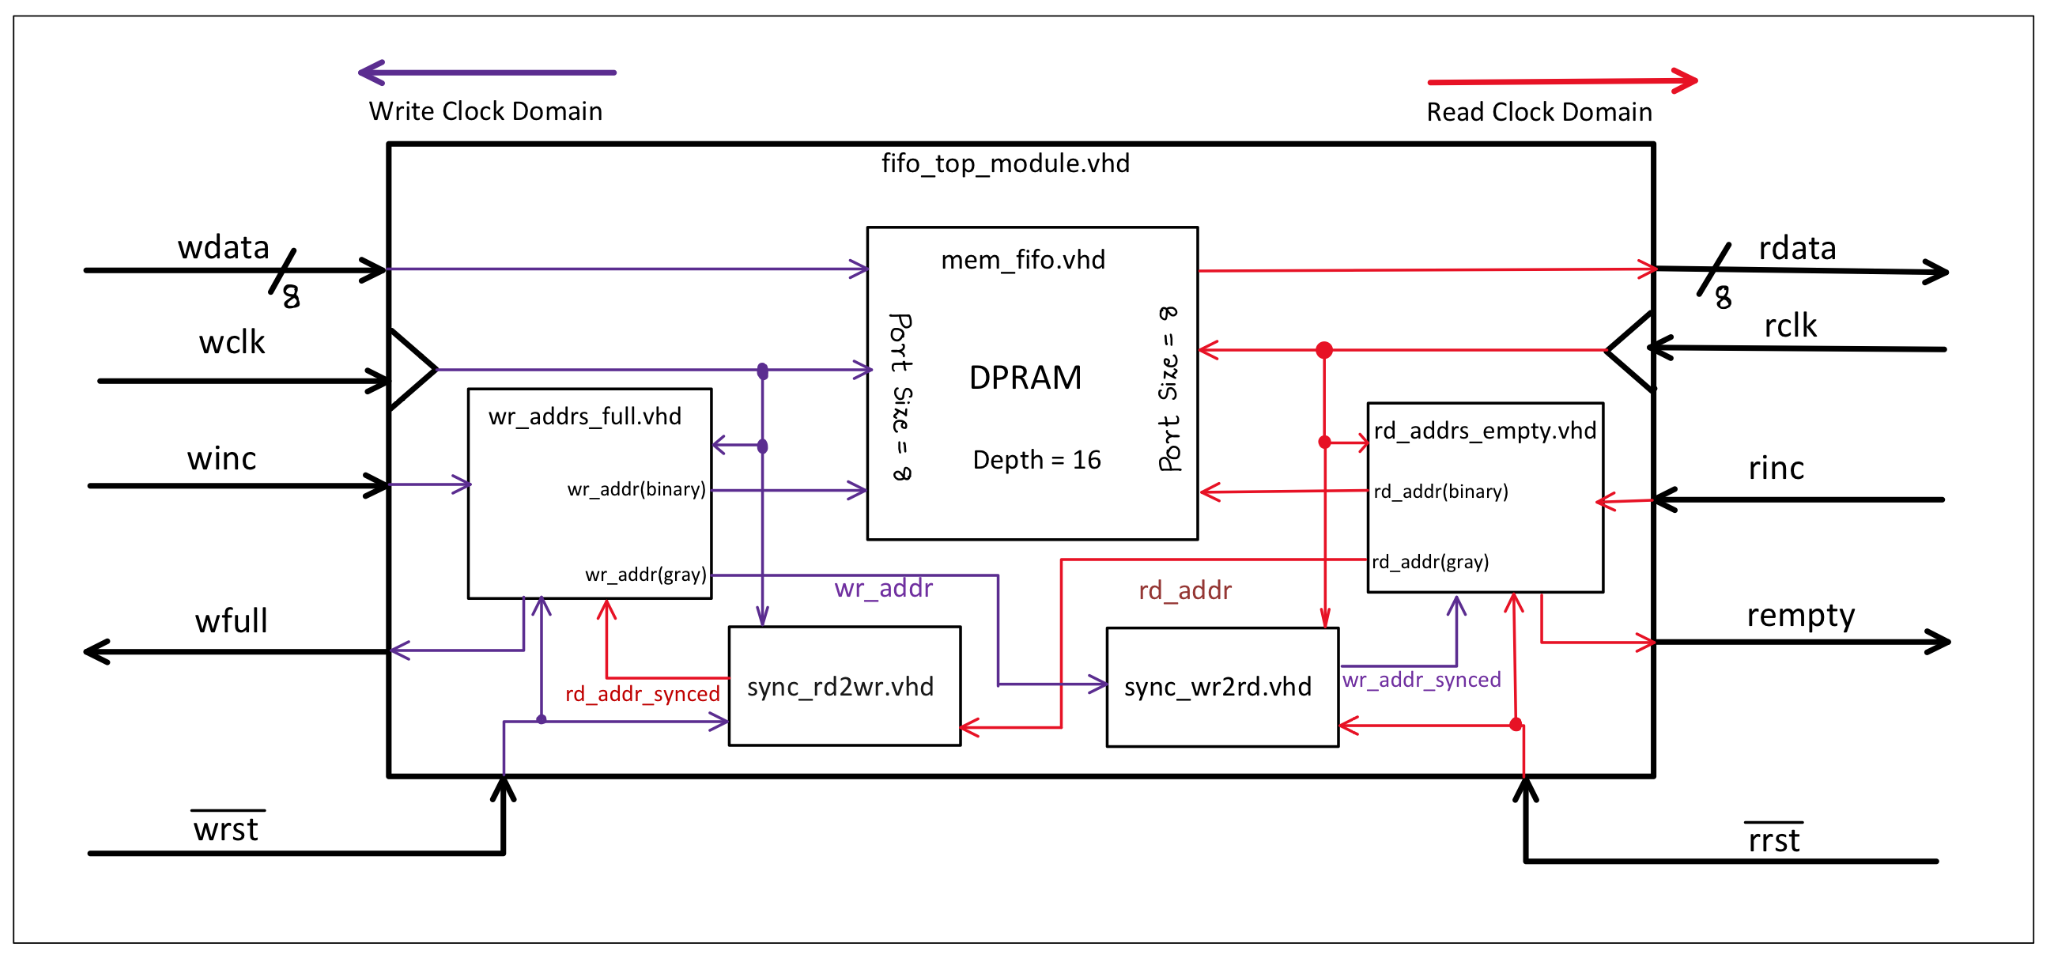 Write Clock Domain
Read Clock Domain
fifo_top_module.vhd
wdata
8
wclk
winc
wfull
wrst
mem_fifo.vhd
Port Size = 8
DPRAM
Depth = 16
Port Size = 8
wr_addrs_full.vhd
wr_addr(binary)
wr_addr(gray)
rd_addrs_empty.vhd
rd_addr(binary)
rd_addr(gray)
wr_addr
rd_addr
rd_addr_synced
sync_rd2wr.vhd
sync_wr2rd.vhd
wr_addr_synced
rdata
8
rclk
rinc
rempty
rrst